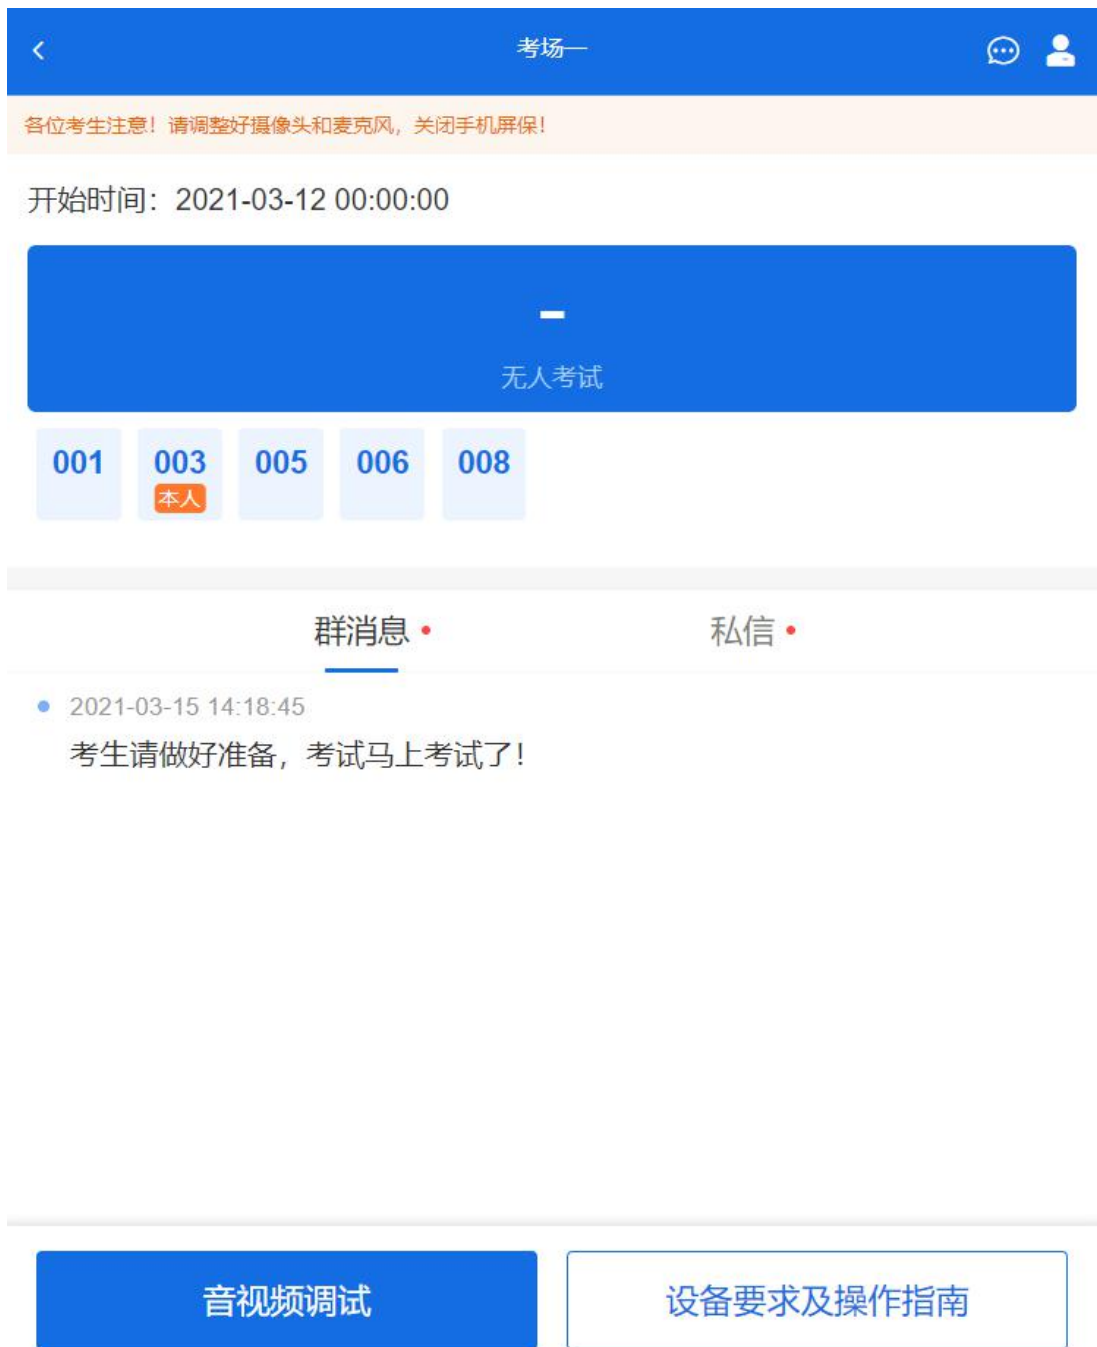 考场一
各位考生注意！请调整好摄像头和麦克风，关闭手机屏保！
开始时间：2021-03-12 00:00:00
-
无人考试
001 003 005 006 008
本人
群消息 私信
2021-03-15 14:18:45
考生请做好准备，考试马上考试了！
音视频调试 设备要求及操作指南